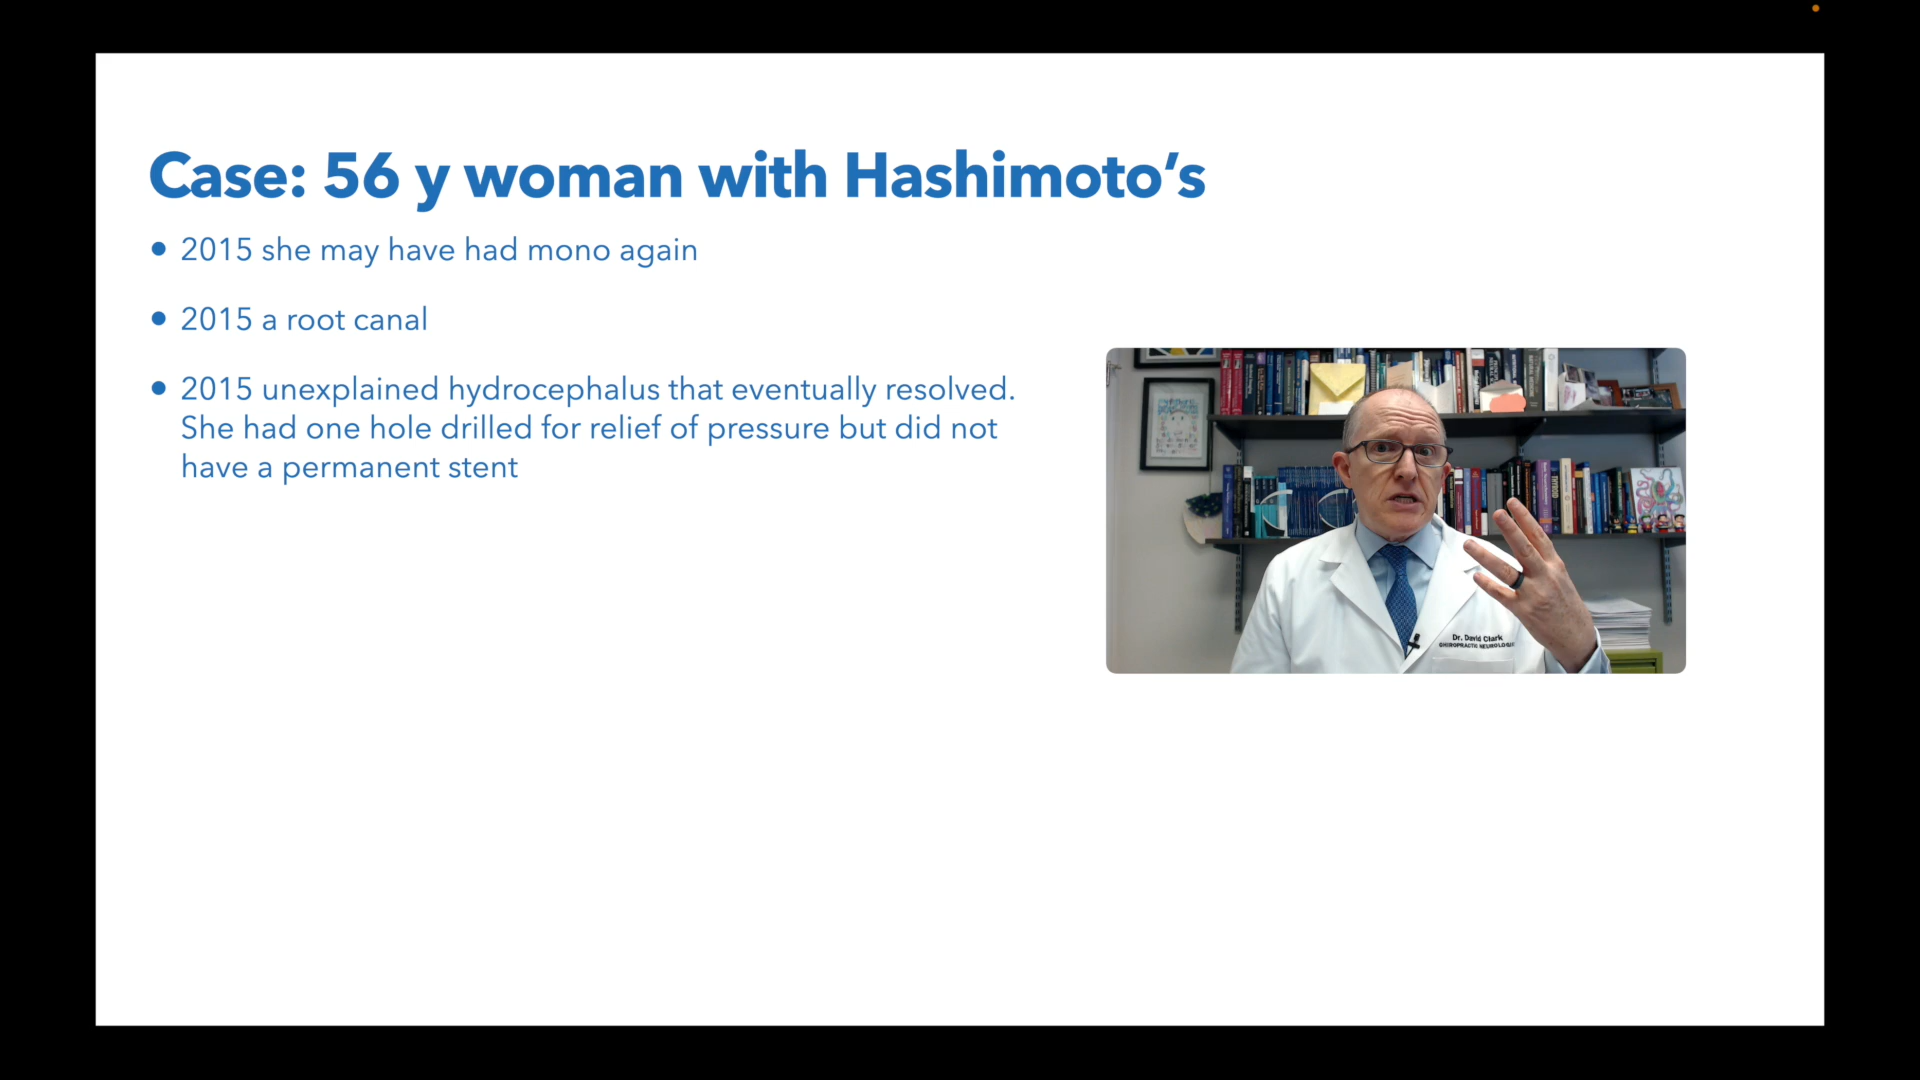 Case: 56 y woman with Hashimoto’s
• 2015 she may have had mono again
• 2015 a root canal
• 2015 unexplained hydrocephalus that eventually resolved.
She had one hole drilled for relief of pressure but did not
have a permanent stent
Dr. David Clark
CHIROPRACTIC NEUROLOGIST